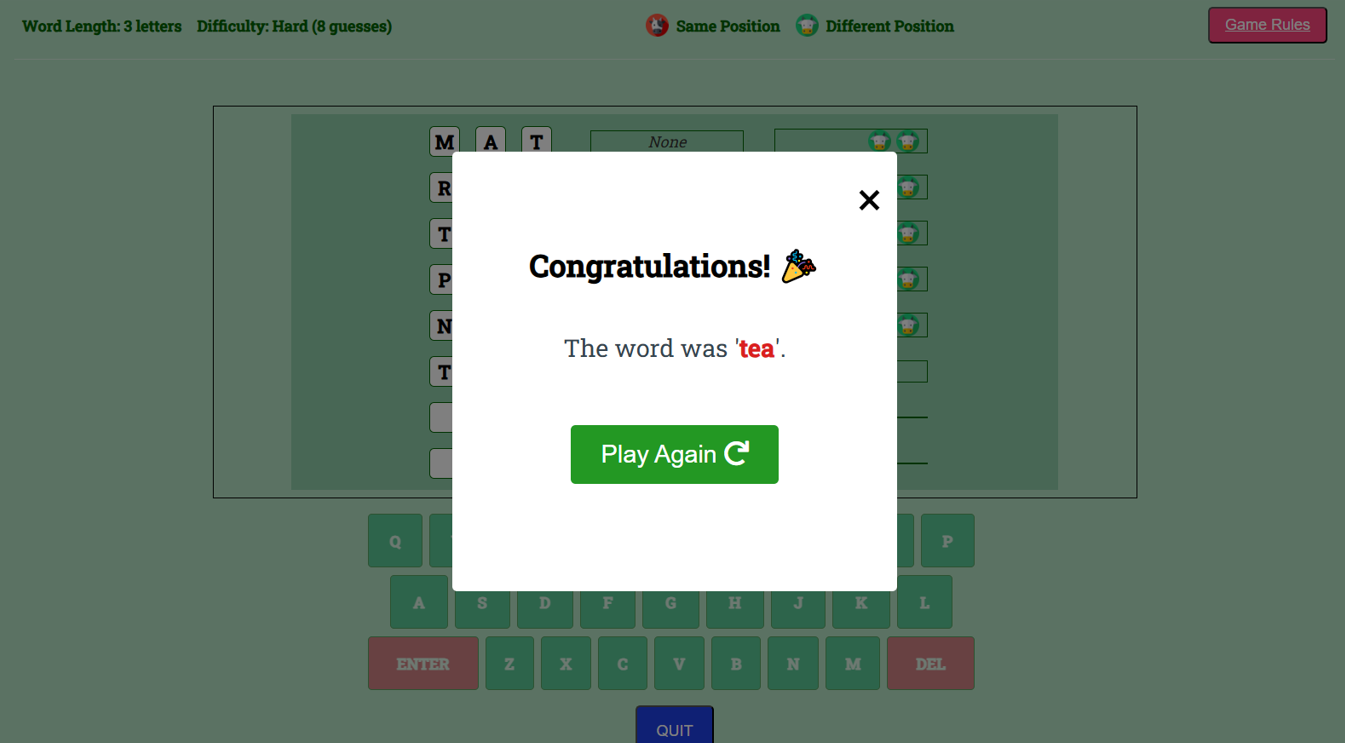 Word Length: 3 letters Difficulty: Hard (8 guesses) Same Position Different Position Game Rules
M A T None
R
T
P
N
T
Congratulations!
The word was 'tea'.
Play Again
Q P
A S D F G H J K L
ENTER Z X C V B N M DEL
QUIT